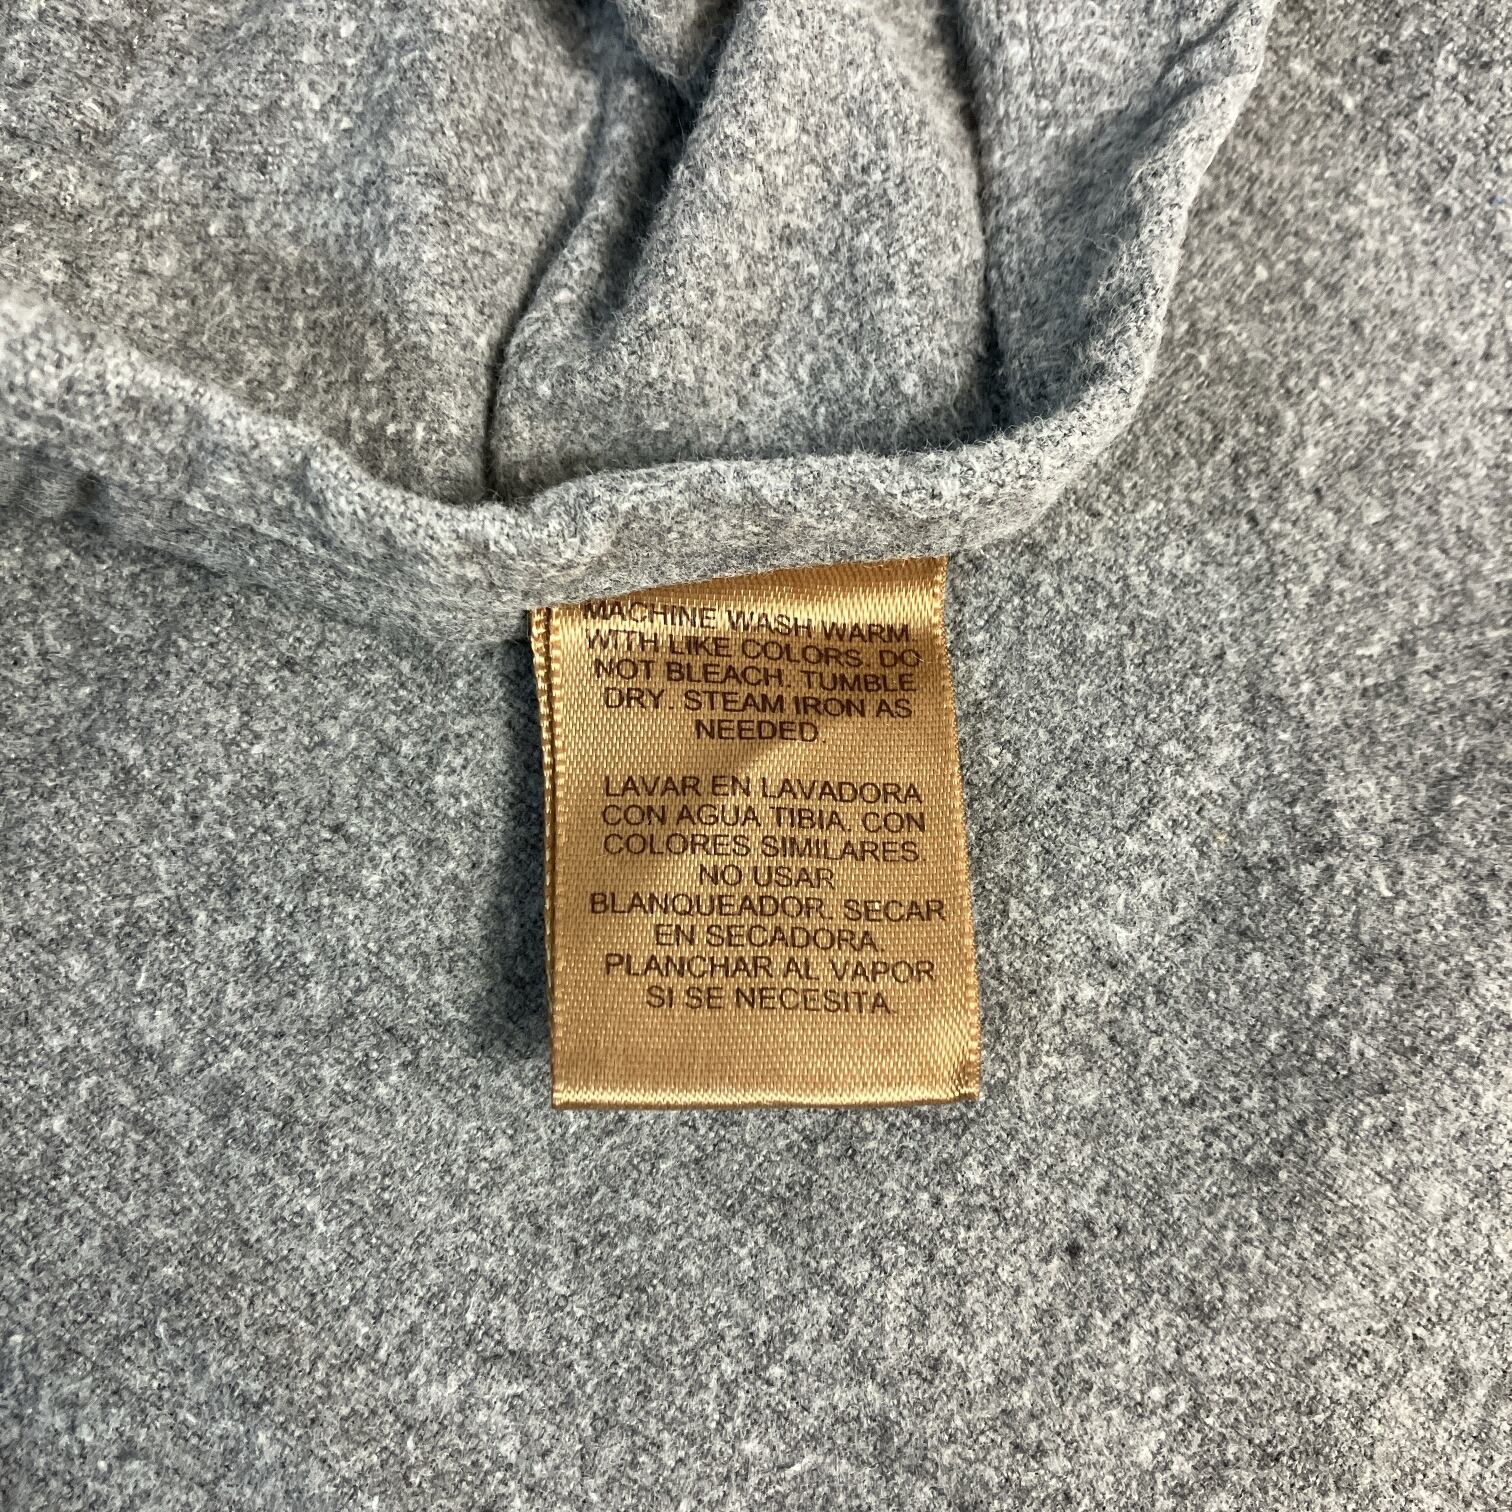 MACHINE WASH WARM
WITH LIKE COLORS. DO
NOT BLEACH. TUMBLE
DRY. STEAM IRON AS
NEEDED.
LAVAR EN LAVADORA
CON AGUA TIBIA. CON
COLORES SIMILARES.
NO USAR
BLANQUEADOR. SECAR
EN SECADORA.
PLANCHAR AL VAPOR
SI SE NECESITA.